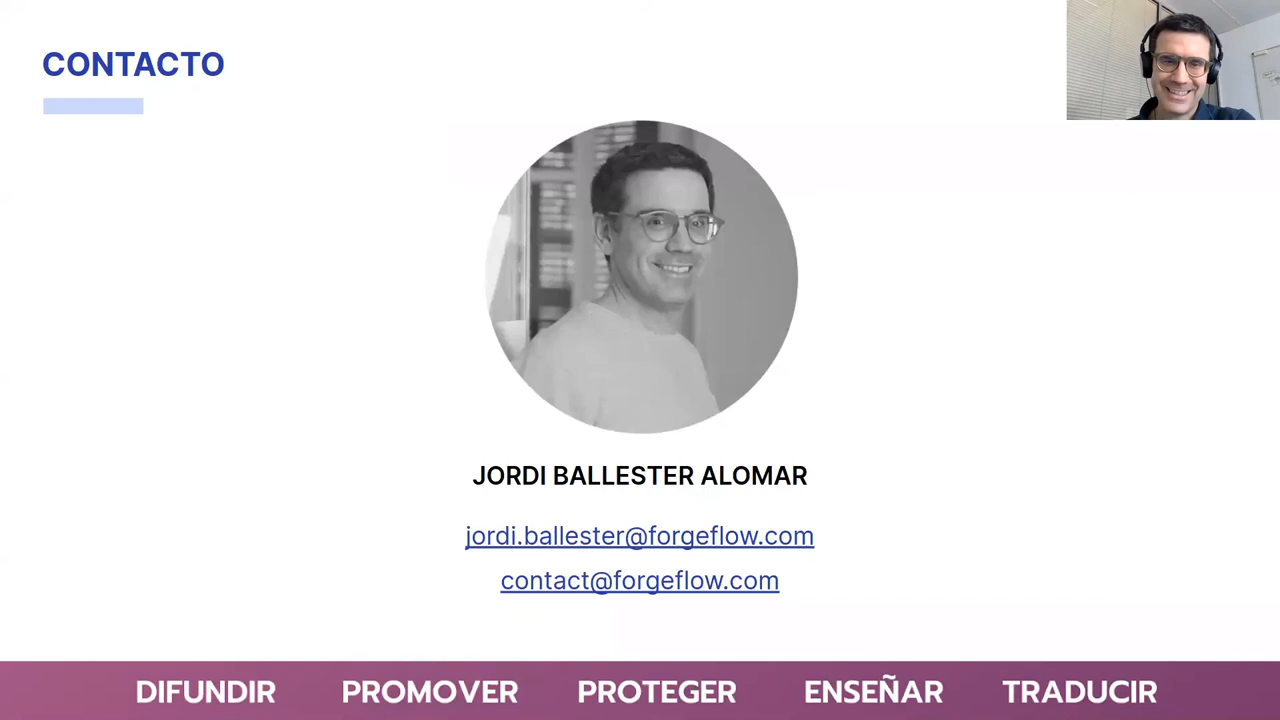 CONTACTO
JORDI BALLESTER ALOMAR
jordi.ballester@forgeflow.com
contact@forgeflow.com
DIFUNDIR PROMOVER PROTEGER ENSEÑAR TRADUCIR